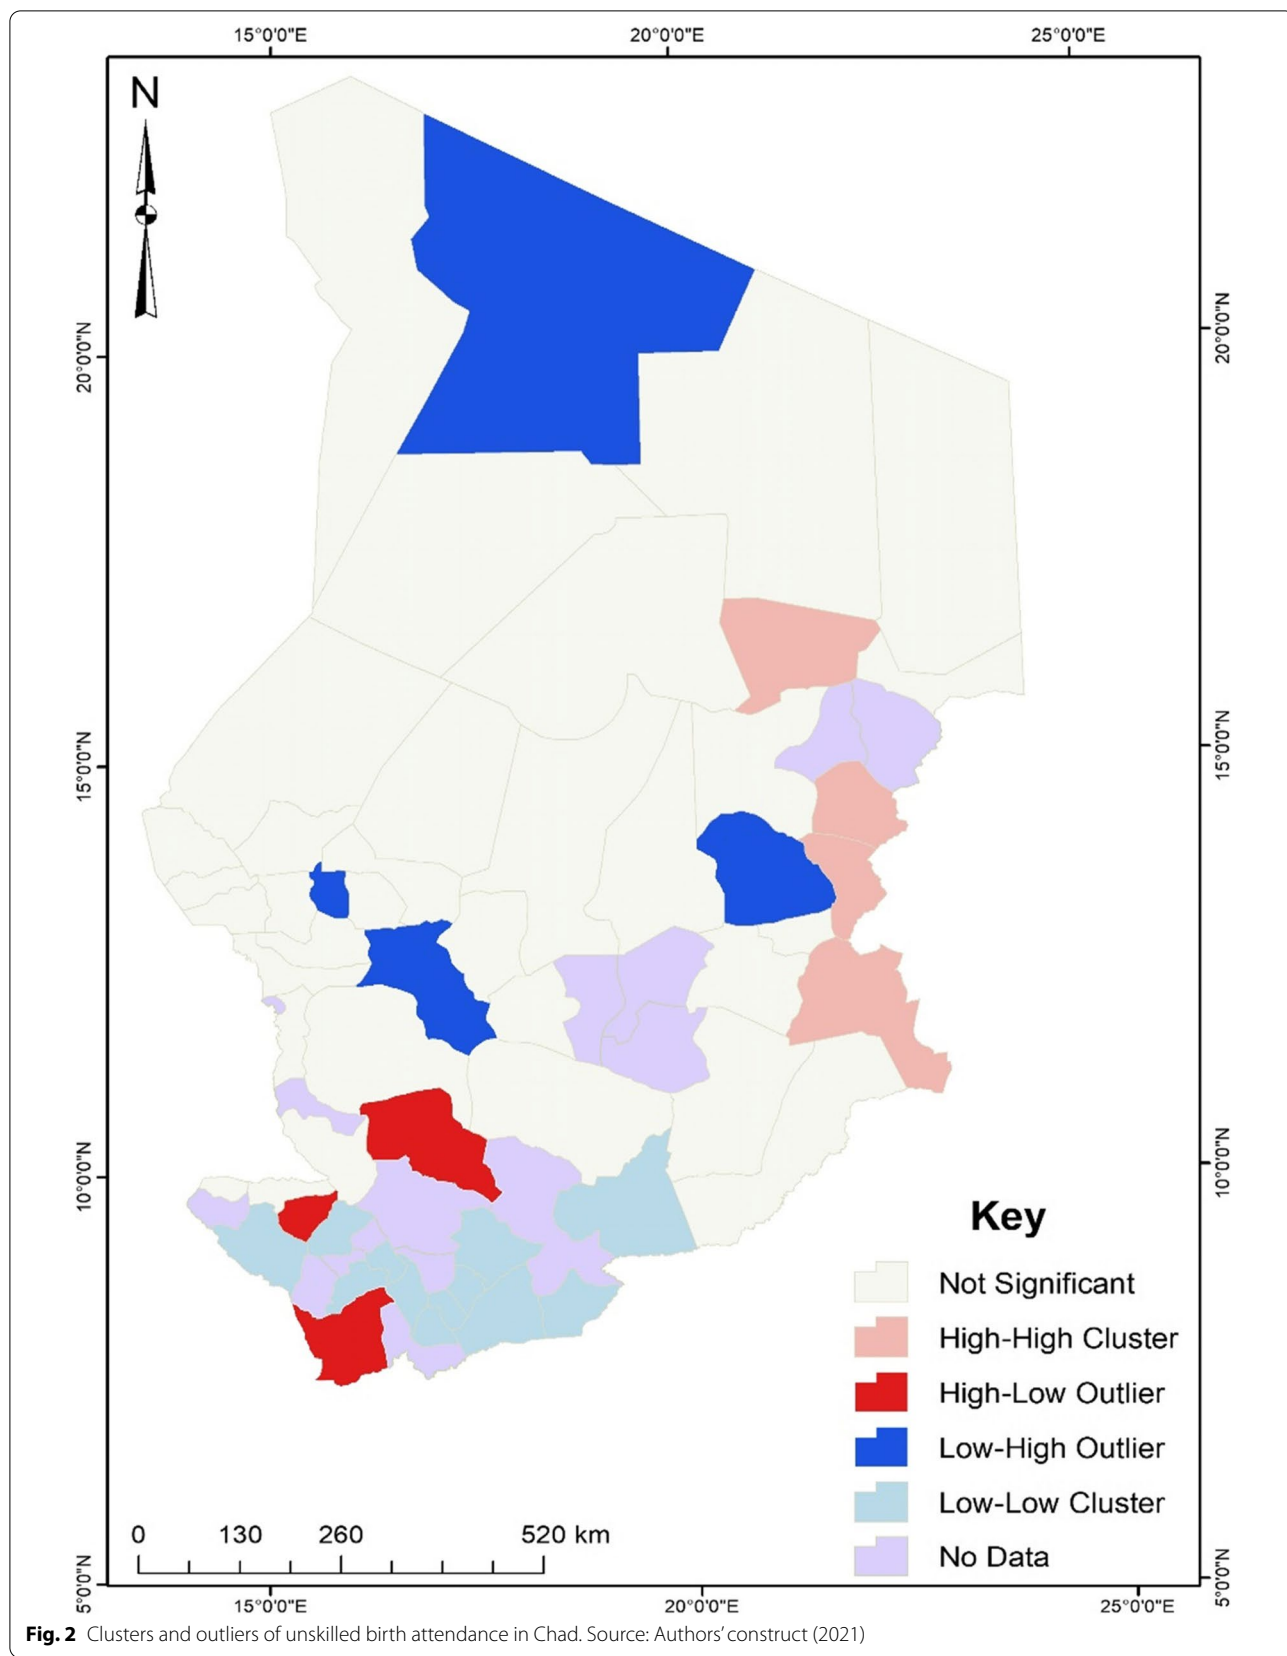 15°0'0"E 20°0'0"E 25°0'0"E
N
20°0'0"N 20°0'0"N
15°0'0"N 15°0'0"N
10°0'0"N 10°0'0"N
Key
Not Significant
High-High Cluster
High-Low Outlier
Low-High Outlier
Low-Low Cluster
No Data
0 130 260 520 km
5°0'0"N 5°0'0"N
15°0'0"E 20°0'0"E 25°0'0"E
Fig. 2 Clusters and outliers of unskilled birth attendance in Chad. Source: Authors’ construct (2021)